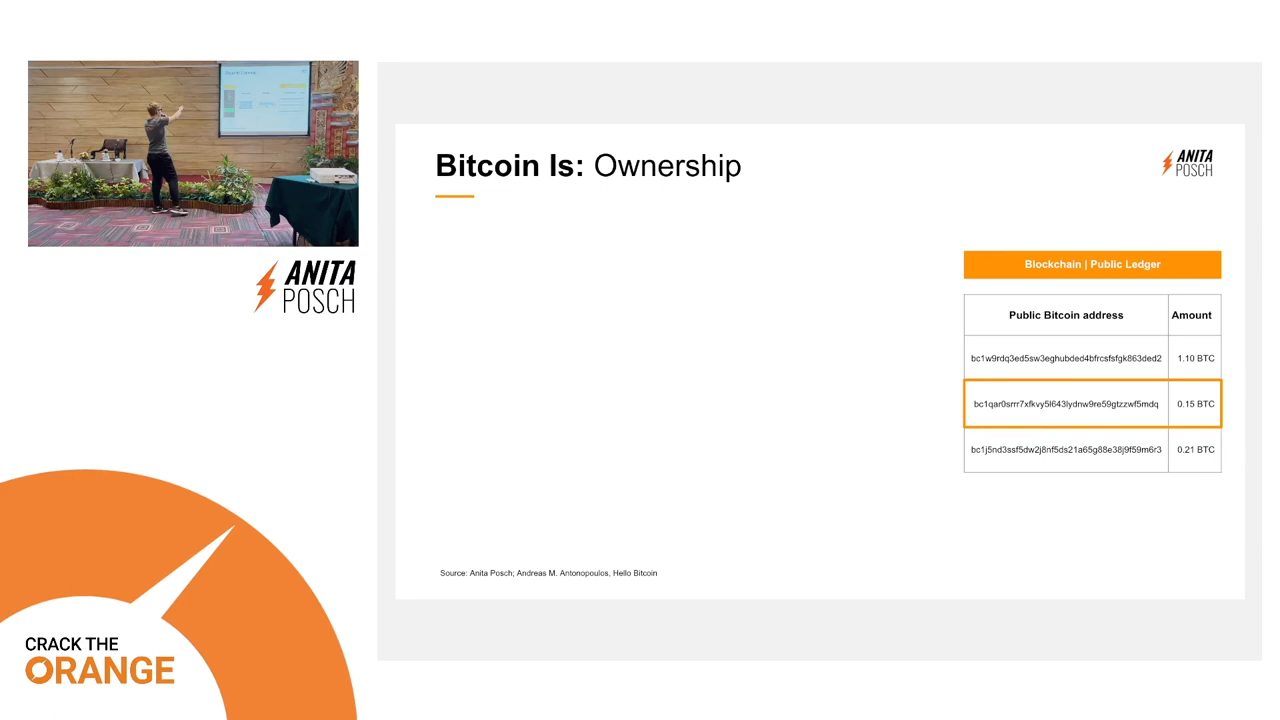 ANITA
POSCH
CRACK THE
ORANGE
Bitcoin Is: Ownership
ANITA
POSCH
Blockchain | Public Ledger
Public Bitcoin address Amount
bc1w9rdq3ed5sw3eghubded4bfrcsfsfgk863ded2 1.10 BTC
bc1qar0srrr7xfkvy5l643lydnw9re59gtzzwf5mdq 0.15 BTC
bc1j5nd3ssf5dw2j8nf5ds21a65g88e38j9f59m6r3 0.21 BTC
Source: Anita Posch; Andreas M. Antonopoulos, Hello Bitcoin